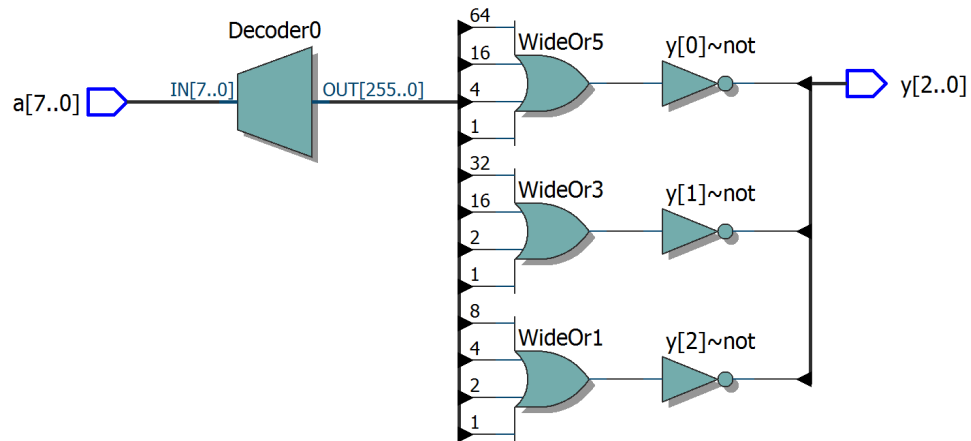 Decoder0
a[7..0]
IN[7..0]
OUT[255..0]
64
16
4
1
WideOr5
y[0]~not
y[2..0]
32
16
2
1
WideOr3
y[1]~not
8
4
2
1
WideOr1
y[2]~not